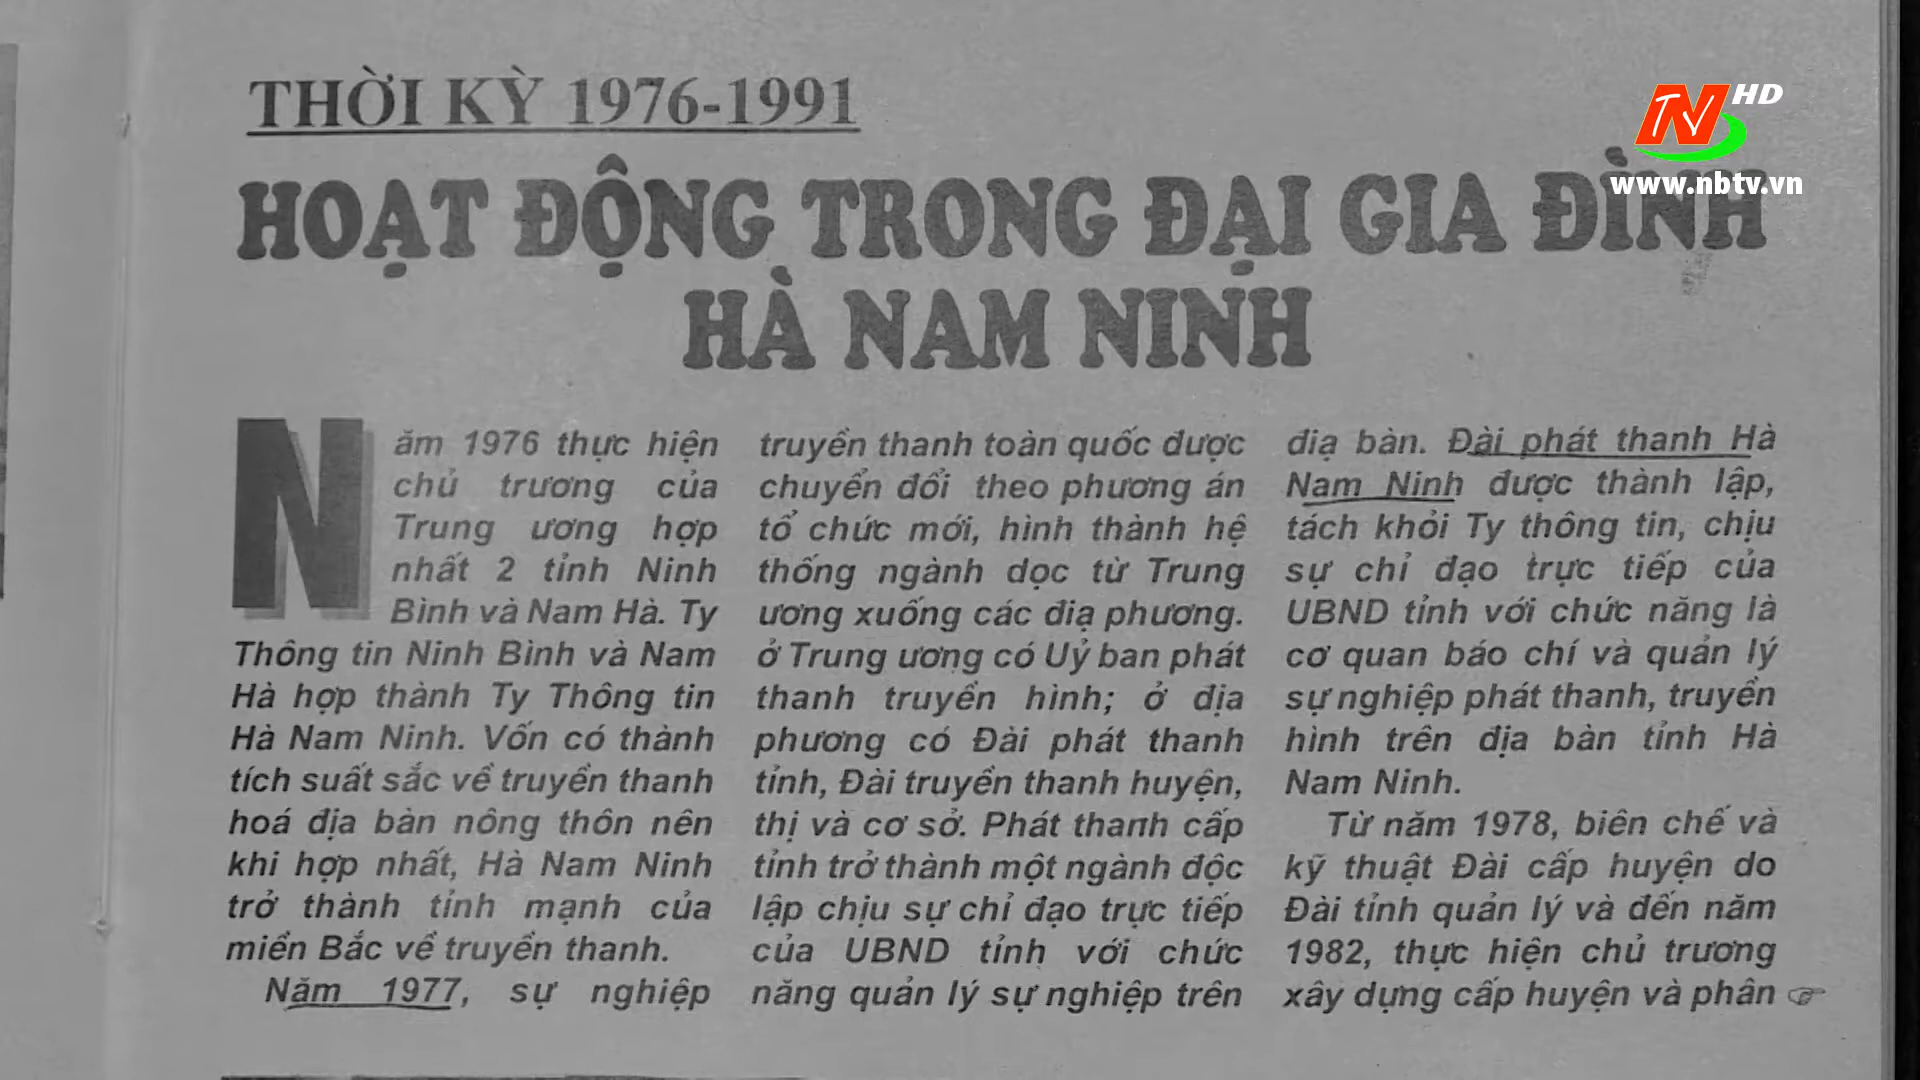 THỜI KỲ 1976-1991
HOẠT ĐỘNG TRONG ĐẠI GIA ĐÌNH
HÀ NAM NINH
Năm 1976 thực hiện
chủ trương của
Trung ương hợp
nhất 2 tỉnh Ninh
Bình và Nam Hà. Ty
Thông tin Ninh Bình và Nam
Hà hợp thành Ty Thông tin
Hà Nam Ninh. Vốn có thành
tích suất sắc về truyền thanh
hoá địa bàn nông thôn nên
khi hợp nhất, Hà Nam Ninh
trở thành tỉnh mạnh của
miền Bắc về truyền thanh.
Năm 1977, sự nghiệp
truyền thanh toàn quốc được
chuyển đổi theo phương án
tổ chức mới, hình thành hệ
thống ngành dọc từ Trung
ương xuống các địa phương.
ở Trung ương có Uỷ ban phát
thanh truyền hình; ở địa
phương có Đài phát thanh
tỉnh, Đài truyền thanh huyện,
thị và cơ sở. Phát thanh cấp
tỉnh trở thành một ngành độc
lập chịu sự chỉ đạo trực tiếp
của UBND tỉnh với chức
năng quản lý sự nghiệp trên
địa bàn. Đài phát thanh Hà
Nam Ninh được thành lập,
tách khỏi Ty thông tin, chịu
sự chỉ đạo trực tiếp của
UBND tỉnh với chức năng là
cơ quan báo chí và quản lý
sự nghiệp phát thanh, truyền
hình trên địa bàn tỉnh Hà
Nam Ninh.
Từ năm 1978, biên chế và
kỹ thuật Đài cấp huyện do
Đài tỉnh quản lý và đến năm
1982, thực hiện chủ trương
xây dựng cấp huyện và phân
HD
www.nbtv.vn